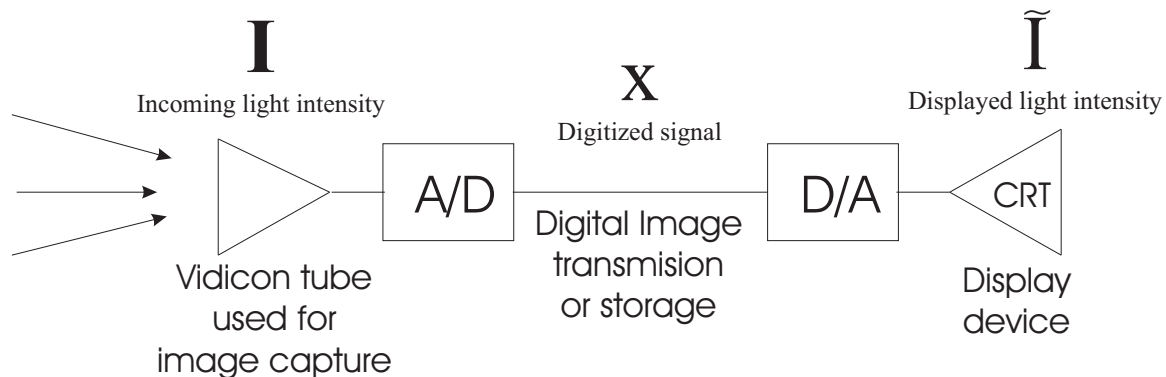 I
Incoming light intensity
X
Digitized signal
Ĩ
Displayed light intensity
A/D
D/A
CRT
Vidicon tube
used for
image capture
Digital Image
transmision
or storage
Display
device